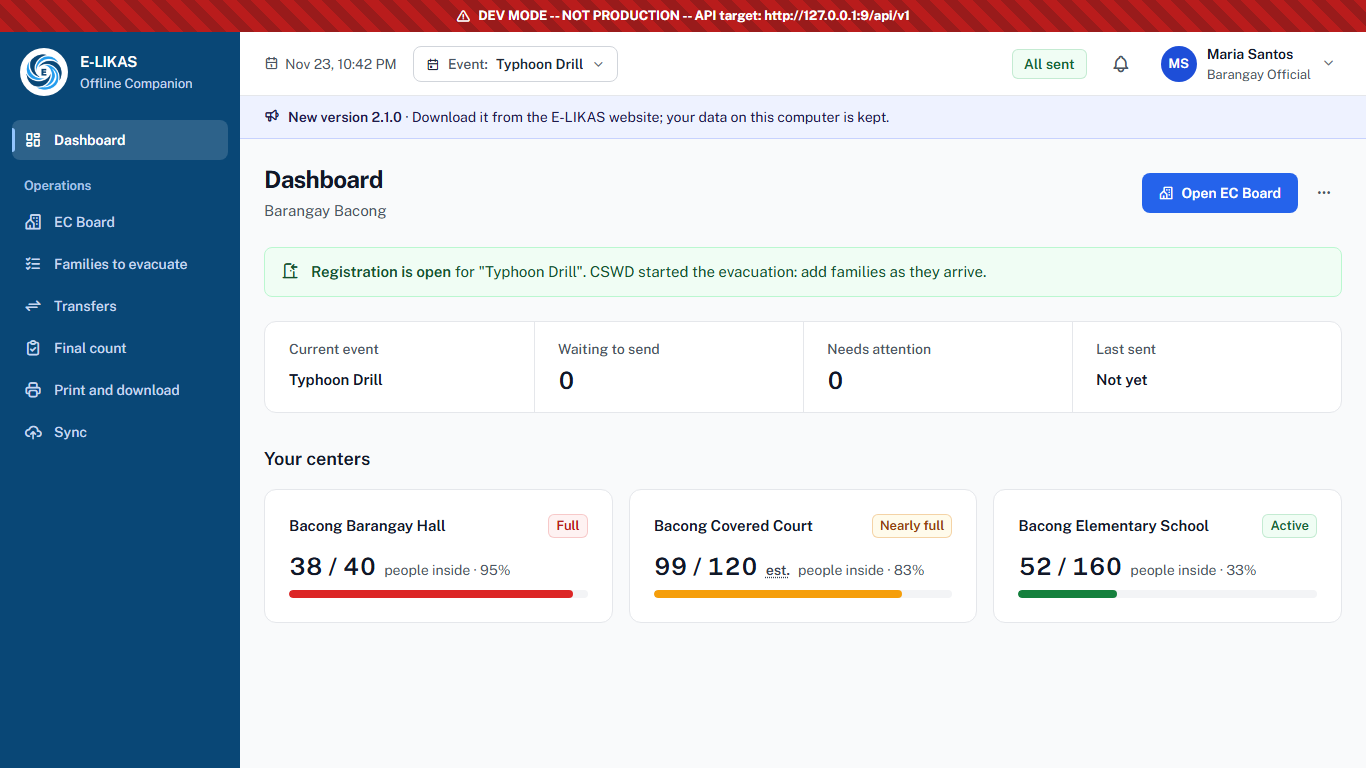 DEV MODE -- NOT PRODUCTION -- API target: http://127.0.0.1:9/api/v1
E-LIKAS
Offline Companion
Nov 23, 10:42 PM
Event: Typhoon Drill
All sent
MS
Maria Santos
Barangay Official
New version 2.1.0 · Download it from the E-LIKAS website; your data on this computer is kept.
Dashboard
Operations
EC Board
Families to evacuate
Transfers
Final count
Print and download
Sync
Dashboard
Barangay Bacong
Open EC Board
Registration is open for "Typhoon Drill". CSWD started the evacuation: add families as they arrive.
Current event
Typhoon Drill
Waiting to send
0
Needs attention
0
Last sent
Not yet
Your centers
Bacong Barangay Hall
Full
38 / 40 people inside · 95%
Bacong Covered Court
Nearly full
99 / 120 est. people inside · 83%
Bacong Elementary School
Active
52 / 160 people inside · 33%